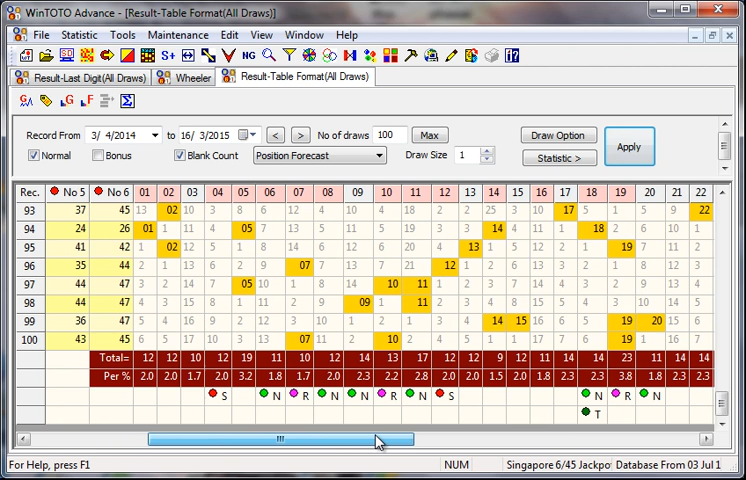 WinTOTO Advance - [Result-Table Format(All Draws)]
File Statistic Tools Maintenance Edit View Window Help
NG S+
Result-Last Digit(All Draws) Wheeler Result-Table Format(All Draws)
Record From 3/ 4/2014 to 16/ 3/2015 < > No of draws 100 Max Draw Option Apply
Normal Bonus Blank Count Position Forecast Draw Size 1 Statistic >
Rec. No 5 No 6 01 02 03 04 05 06 07 08 09 10 11 12 13 14 15 16 17 18 19 20 21 22
93 37 45 13 02 10 3 8 6 12 2 10 4 18 2 2 25 3 10 17 5 1 5 9 22
94 24 26 01 1 11 4 05 7 13 3 11 5 19 3 3 14 4 11 1 18 2 6 10 1
95 41 42 1 02 12 5 1 8 14 4 12 6 20 4 13 1 5 12 2 1 19 7 11 2
96 35 44 2 1 13 6 2 9 07 5 13 7 21 12 1 2 6 13 3 2 1 8 12 3
97 44 47 3 2 14 7 05 10 1 6 14 10 11 1 2 3 7 14 4 3 2 9 13 4
98 44 47 4 3 15 8 1 11 2 7 09 1 11 2 3 4 8 15 5 4 3 10 14 5
99 36 47 5 4 16 9 2 12 3 8 1 2 1 3 4 14 15 16 6 5 19 20 15 6
100 43 45 6 5 17 10 3 13 07 9 2 10 2 4 5 1 1 17 7 6 19 1 16 7
Total= 12 12 10 12 19 11 10 12 14 13 17 12 12 9 12 11 14 14 23 11 14 14
Per % 2.0 2.0 1.7 2.0 3.2 1.8 1.7 2.0 2.3 2.2 2.8 2.0 2.0 1.5 2.0 1.8 2.3 2.3 3.8 1.8 2.3 2.3
S N R N N R N S N R N
T
For Help, press F1 NUM Singapore 6/45 Jackpo Database From 03 Jul 1